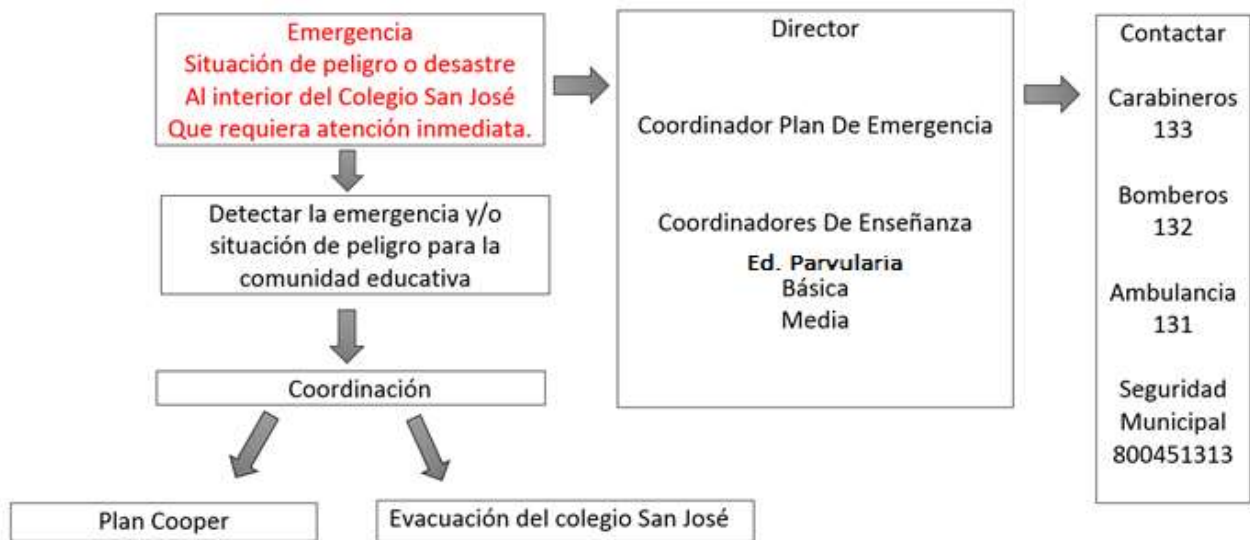 Emergencia
Situación de peligro o desastre
Al interior del Colegio San José
Que requiera atención inmediata.
Detectar la emergencia y/o
situación de peligro para la
comunidad educativa
Coordinación
Plan Cooper
Evacuación del colegio San José
Director
Coordinador Plan De Emergencia
Coordinadores De Enseñanza
Ed. Parvularia
Básica
Media
Contactar
Carabineros
133
Bomberos
132
Ambulancia
131
Seguridad
Municipal
800451313